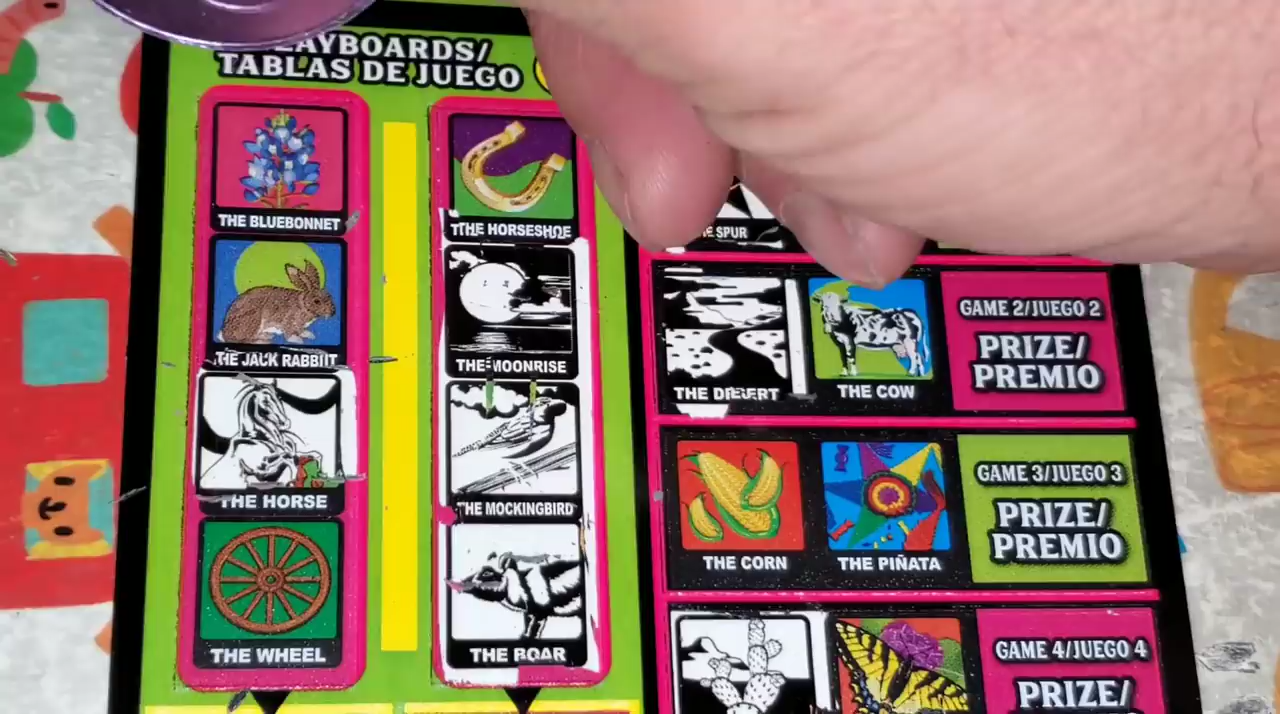 PLAYBOARDS/
TABLAS DE JUEGO
THE BLUEBONNET
THE JACK RABBIT
THE HORSE
THE WHEEL
THE HORSESHOE
THE MOONRISE
THE MOCKINGBIRD
THE BOAR
THE SPUR
THE DESERT
THE COW
GAME 2/JUEGO 2
PRIZE/
PREMIO
THE CORN
THE PIÑATA
GAME 3/JUEGO 3
PRIZE/
PREMIO
GAME 4/JUEGO 4
PRIZE/